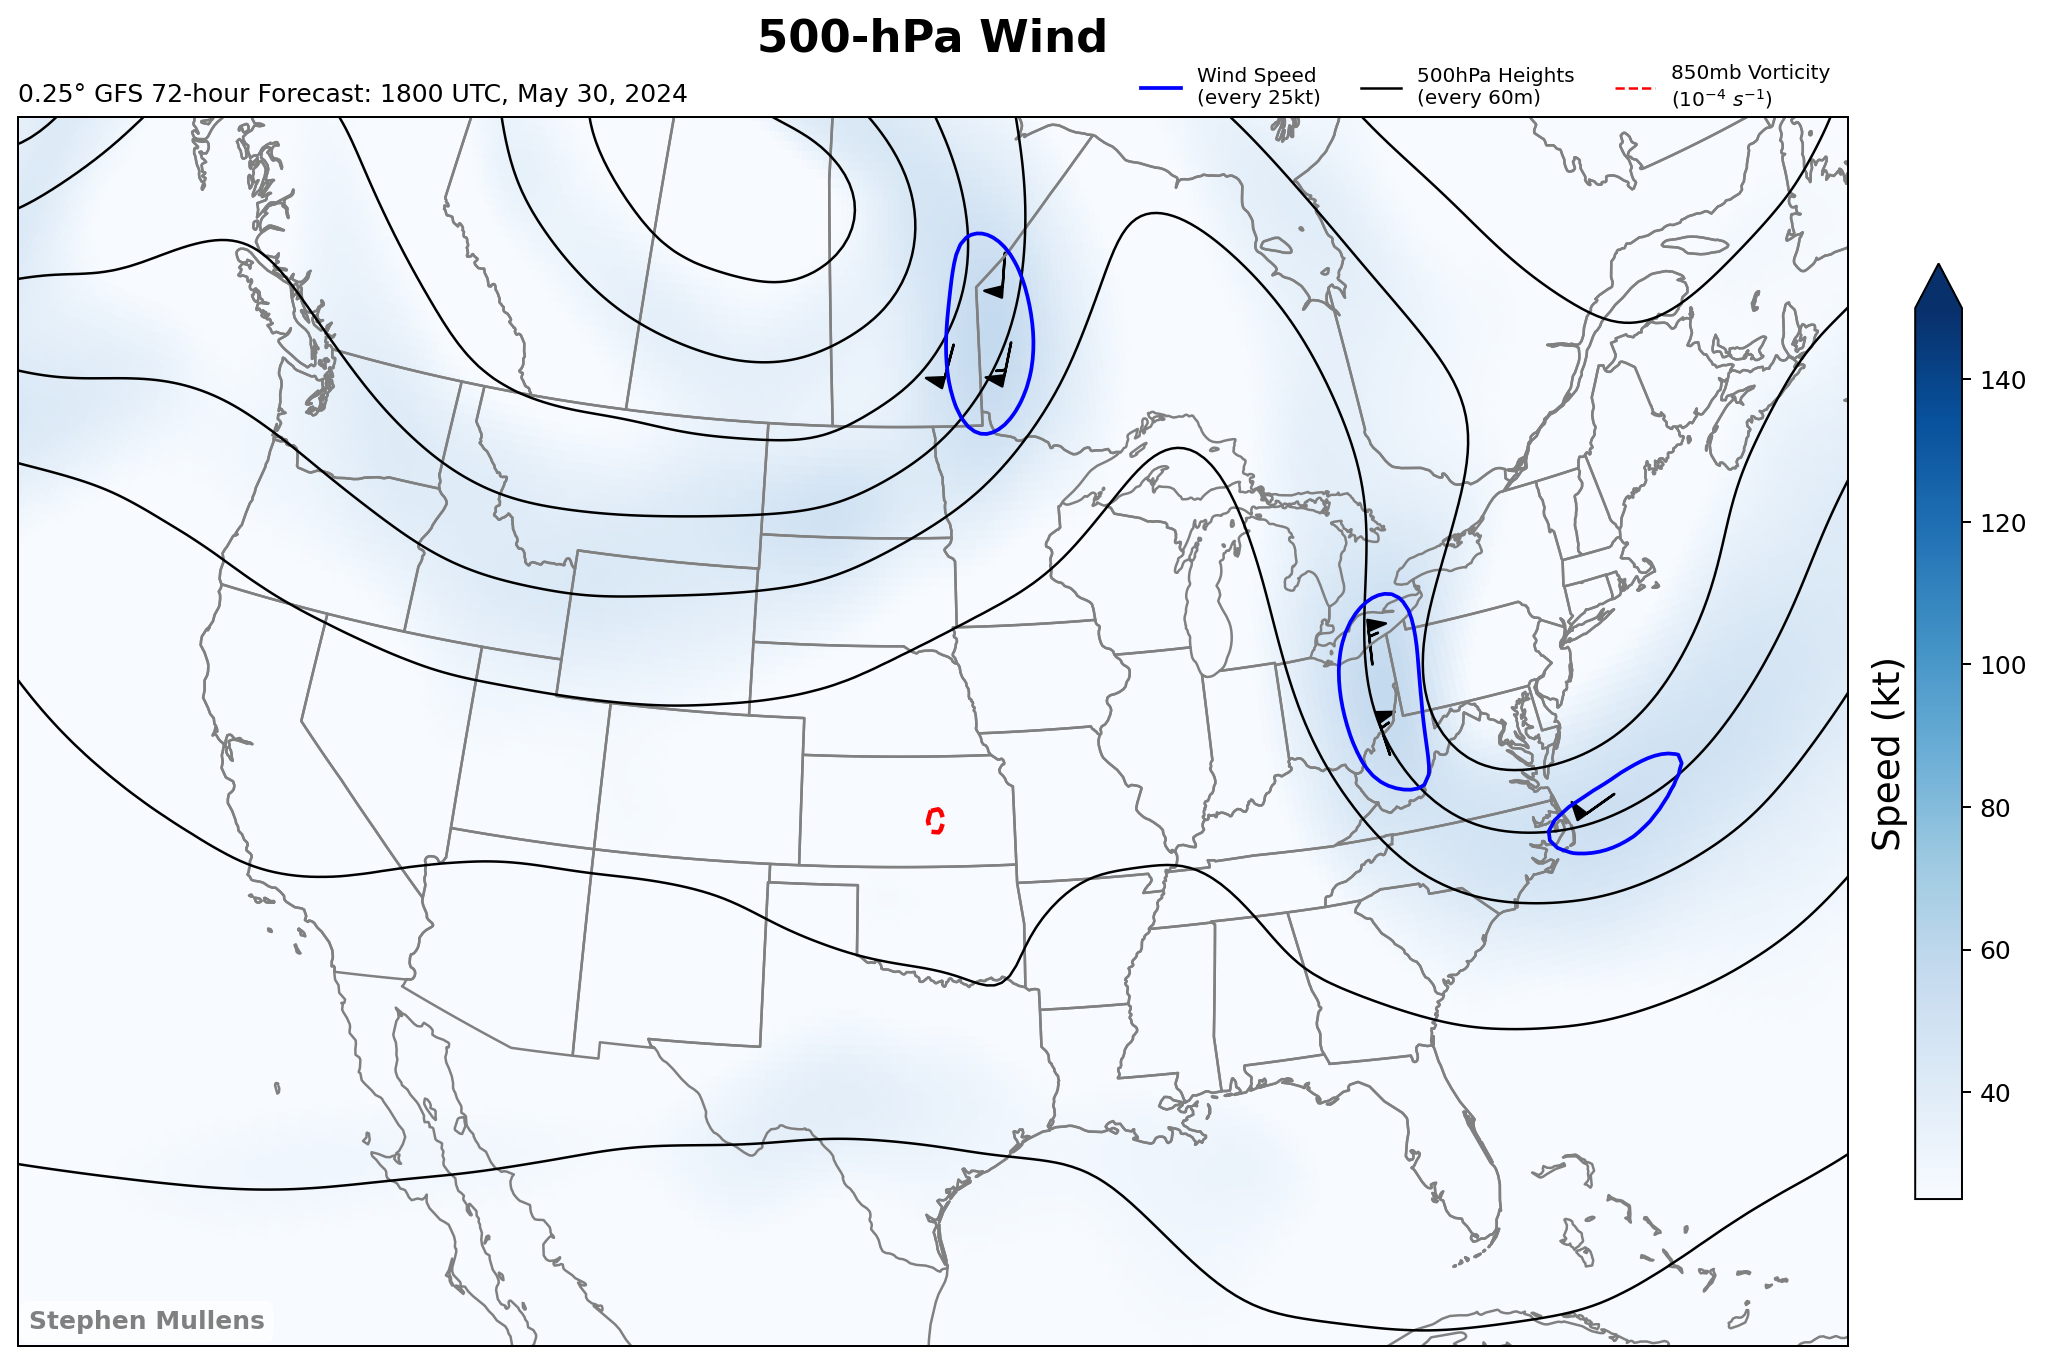 500-hPa Wind
0.25° GFS 72-hour Forecast: 1800 UTC, May 30, 2024
Wind Speed
(every 25kt)
500hPa Heights
(every 60m)
850mb Vorticity
(10⁻⁴ s⁻¹)
140
120
100
80
60
40
Speed (kt)
Stephen Mullens